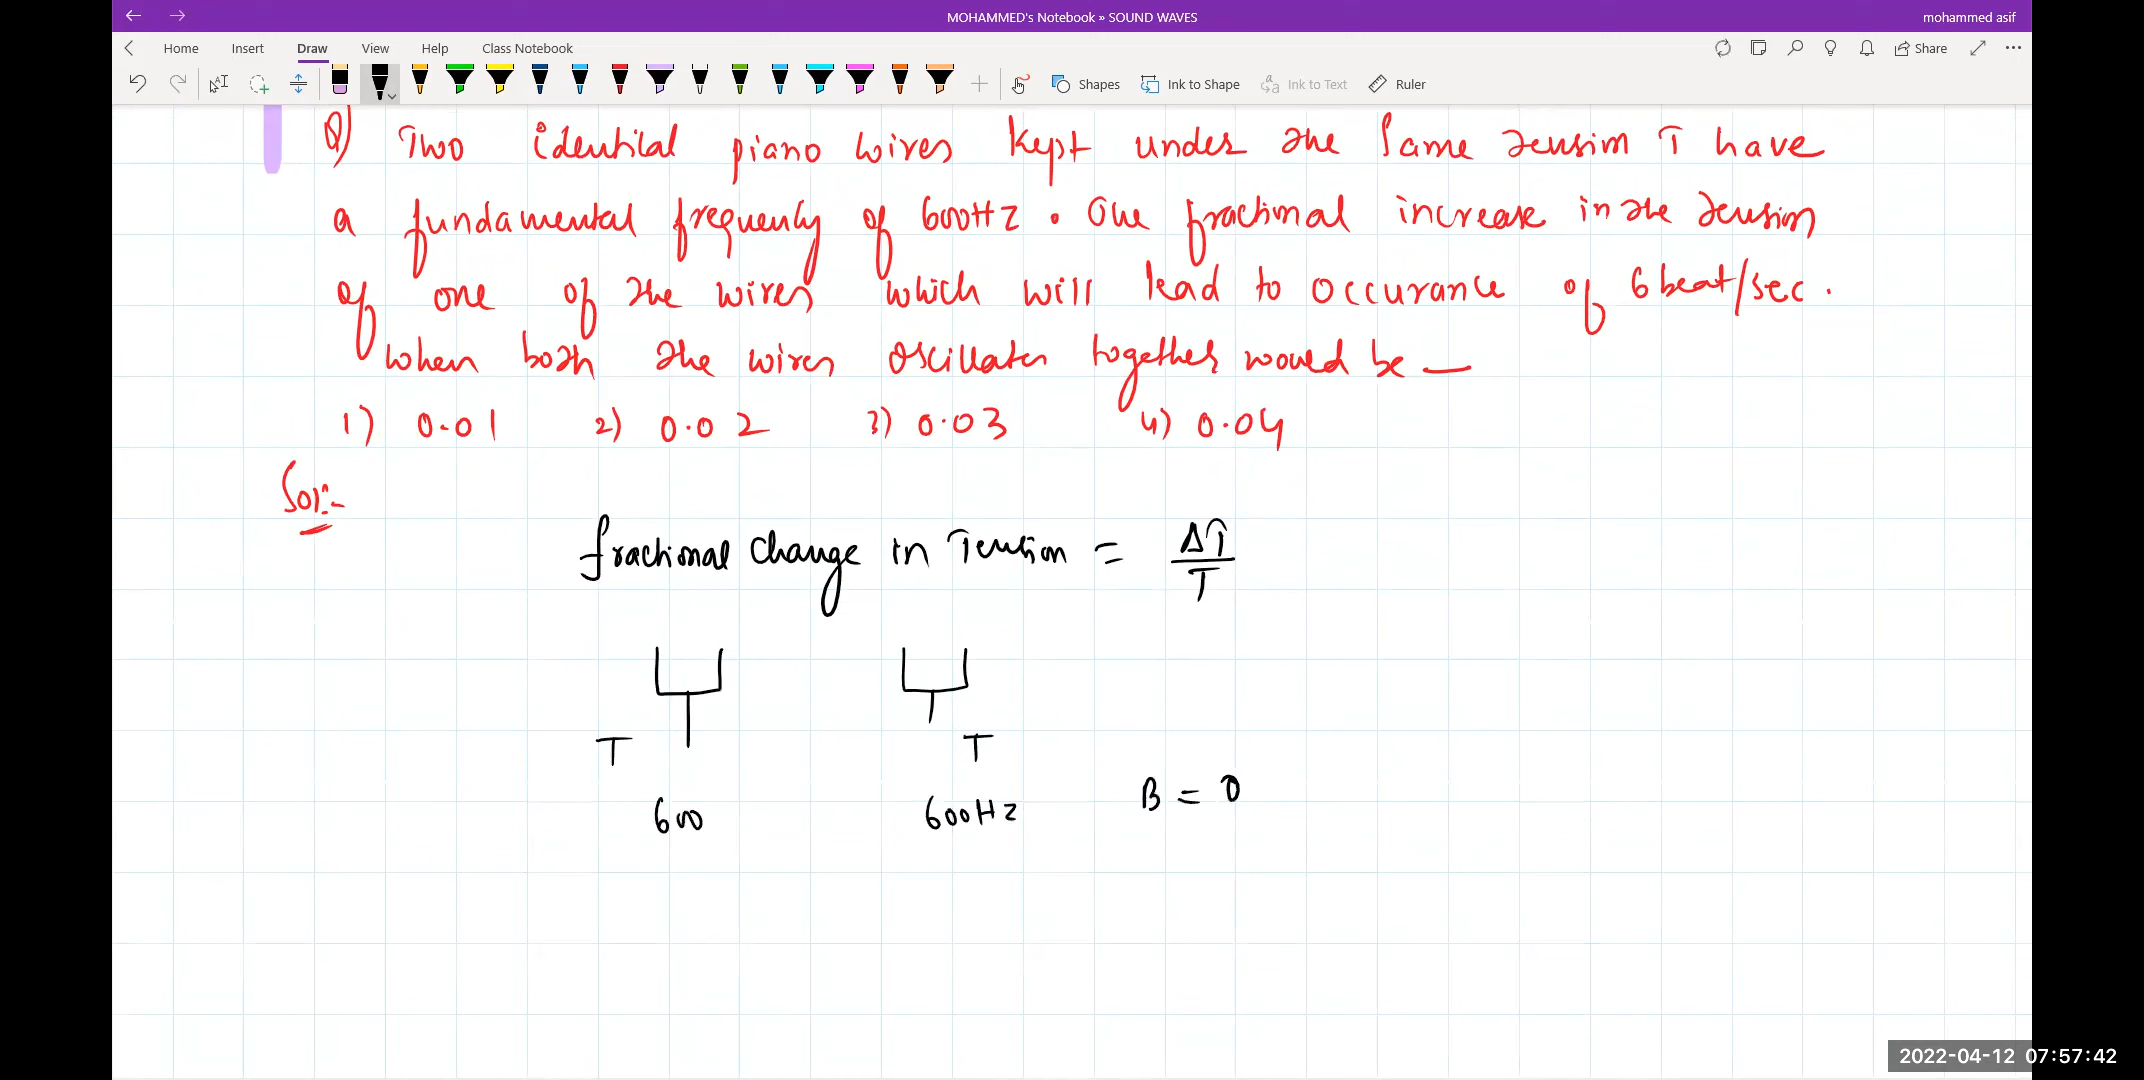 MOHAMMED's Notebook » SOUND WAVES
mohammed asif
Home Insert Draw View Help Class Notebook
Share
Shapes Ink to Shape Ink to Text Ruler
Q) Two identical piano wires kept under the same tension T have
a fundamental frequency of 600Hz. One fractional increase in the tension
of one of the wires which will lead to occurance of 6 beat/sec.
when both the wires oscillates together would be —
1) 0.01 2) 0.02 3) 0.03 4) 0.04
Sol:-
fractional change in Tension = ΔT/T
T T
600 600Hz B = 0
2022-04-12 07:57:42